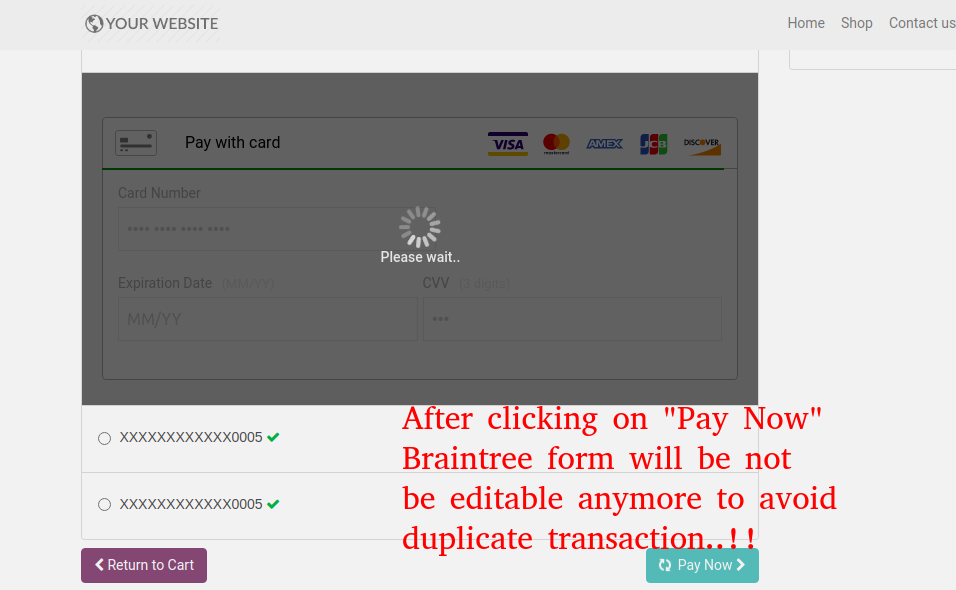 YOUR WEBSITE
Home Shop Contact us
Pay with card
VISA mastercard AMEX JCB DISCOVER
Card Number
•••• •••• •••• ••••
Please wait..
Expiration Date (MM/YY) CVV (3 digits)
MM/YY •••
XXXXXXXXXXXX0005
XXXXXXXXXXXX0005
After clicking on "Pay Now"
Braintree form will be not
be editable anymore to avoid
duplicate transaction..!!
Return to Cart Pay Now